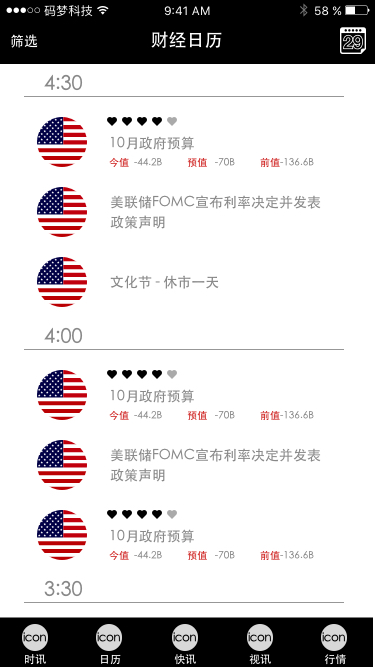 码梦科技 9:41 AM 58 %
筛选 财经日历 29
4:30
10月政府预算
今值 -44.2B 预值 -70B 前值-136.6B
美联储FOMC宣布利率决定并发表
政策声明
文化节 - 休市一天
4:00
10月政府预算
今值 -44.2B 预值 -70B 前值-136.6B
美联储FOMC宣布利率决定并发表
政策声明
10月政府预算
今值 -44.2B 预值 -70B 前值-136.6B
3:30
icon icon icon icon icon
时讯 日历 快讯 视讯 行情